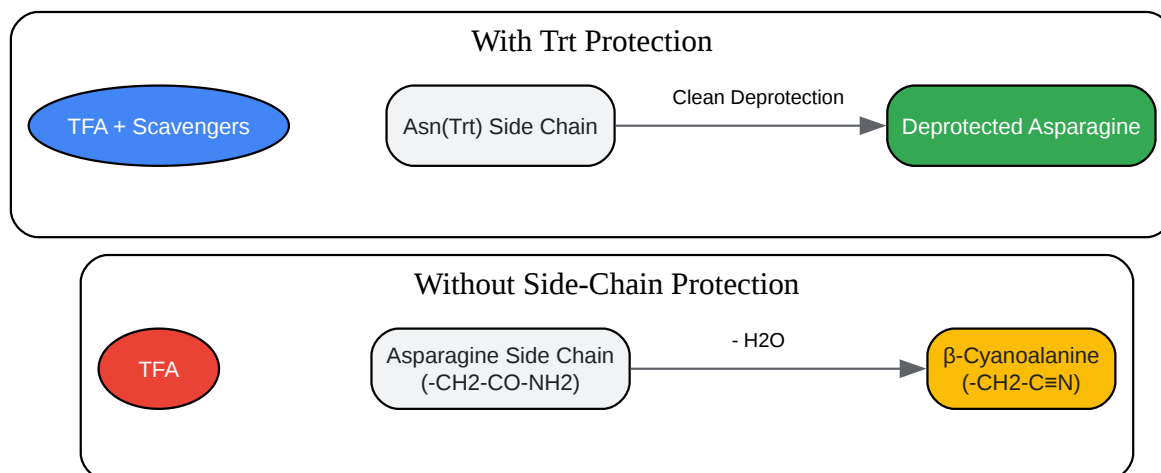 With Trt Protection
TFA + Scavengers
Asn(Trt) Side Chain
Clean Deprotection
Deprotected Asparagine
Without Side-Chain Protection
TFA
Asparagine Side Chain
(-CH2-CO-NH2)
- H2O
β-Cyanoalanine
(-CH2-C≡N)